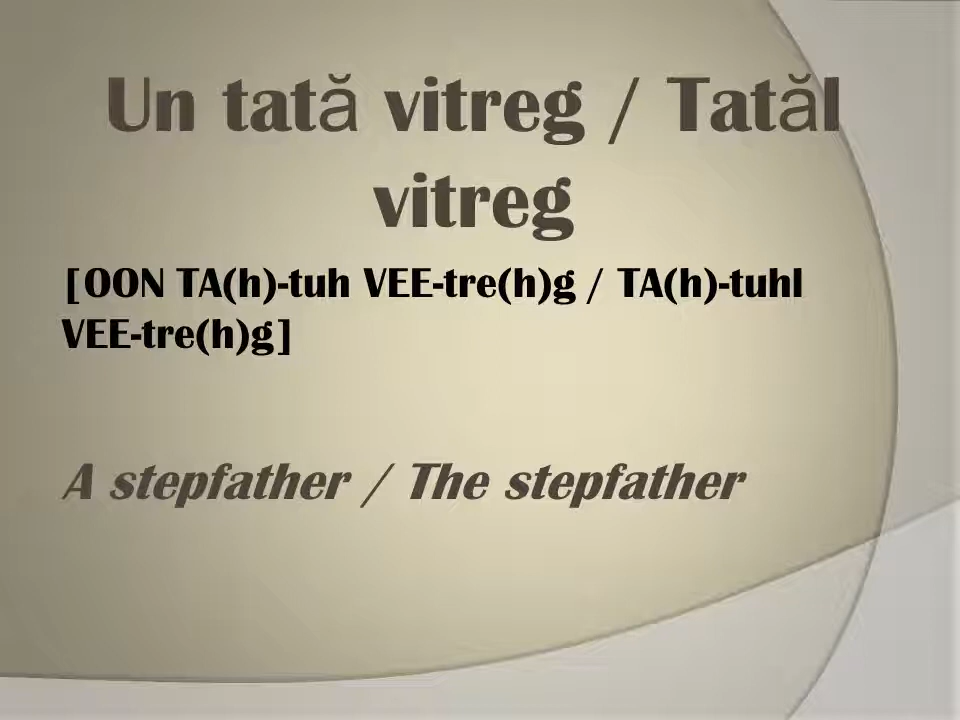 Un tată vitreg / Tatăl
vitreg
[OON TA(h)-tuh VEE-tre(h)g / TA(h)-tuhl
VEE-tre(h)g]
A stepfather / The stepfather